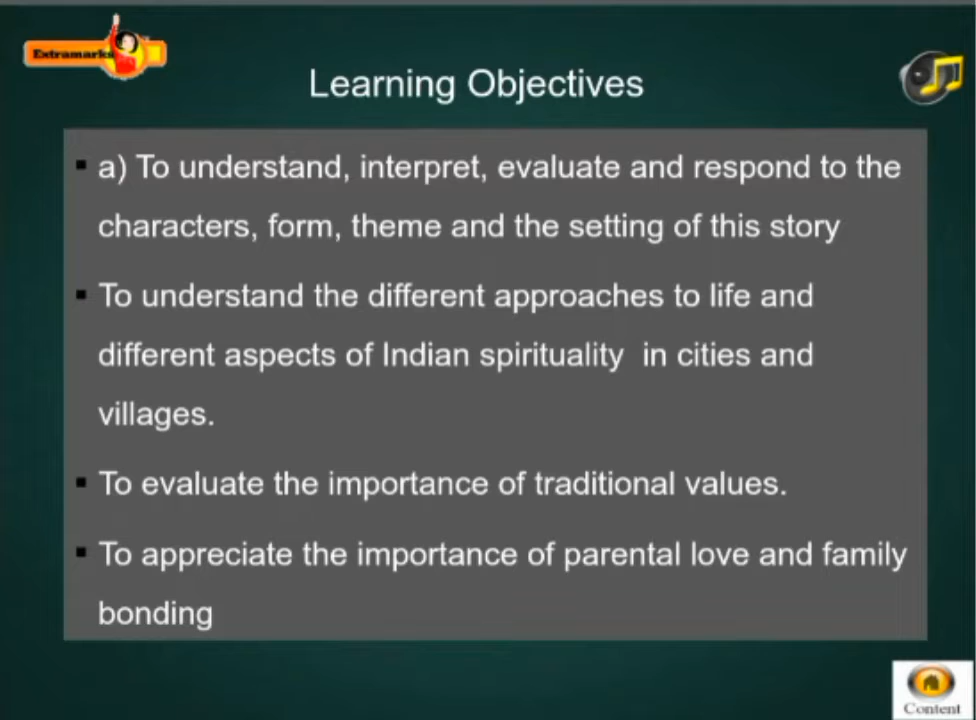 Extramarks
Learning Objectives
▪ a) To understand, interpret, evaluate and respond to the
characters, form, theme and the setting of this story
▪ To understand the different approaches to life and
different aspects of Indian spirituality in cities and
villages.
▪ To evaluate the importance of traditional values.
▪ To appreciate the importance of parental love and family
bonding
Content